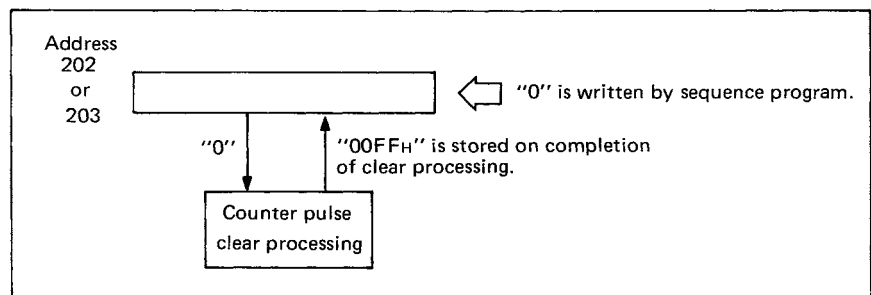 Address
202
or
203
"0" is written by sequence program.
"0"
"00FFH" is stored on completion
of clear processing.
Counter pulse
clear processing